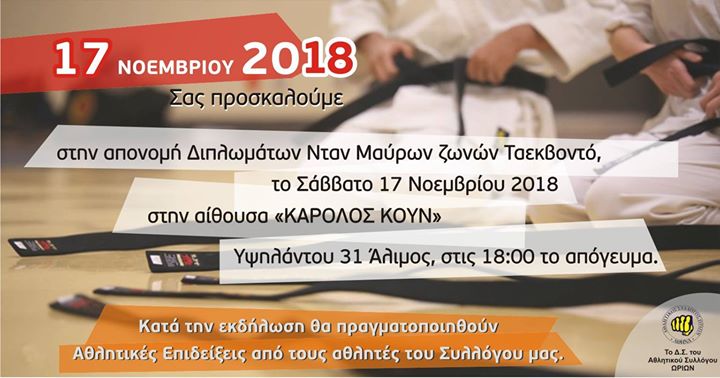 17 ΝΟΕΜΒΡΙΟΥ 2018
Σας προσκαλούμε
στην απονομή Διπλωμάτων Νταν Μαύρων ζωνών Ταεκβοντό,
το Σάββατο 17 Νοεμβρίου 2018
στην αίθουσα «ΚΑΡΟΛΟΣ ΚΟΥΝ»
Υψηλάντου 31 Άλιμος, στις 18:00 το απόγευμα.
Κατά την εκδήλωση θα πραγματοποιηθούν
Αθλητικές Επιδείξεις από τους αθλητές του Συλλόγου μας.
Το Δ.Σ. του
Αθλητικού Συλλόγου
ΩΡΙΩΝ